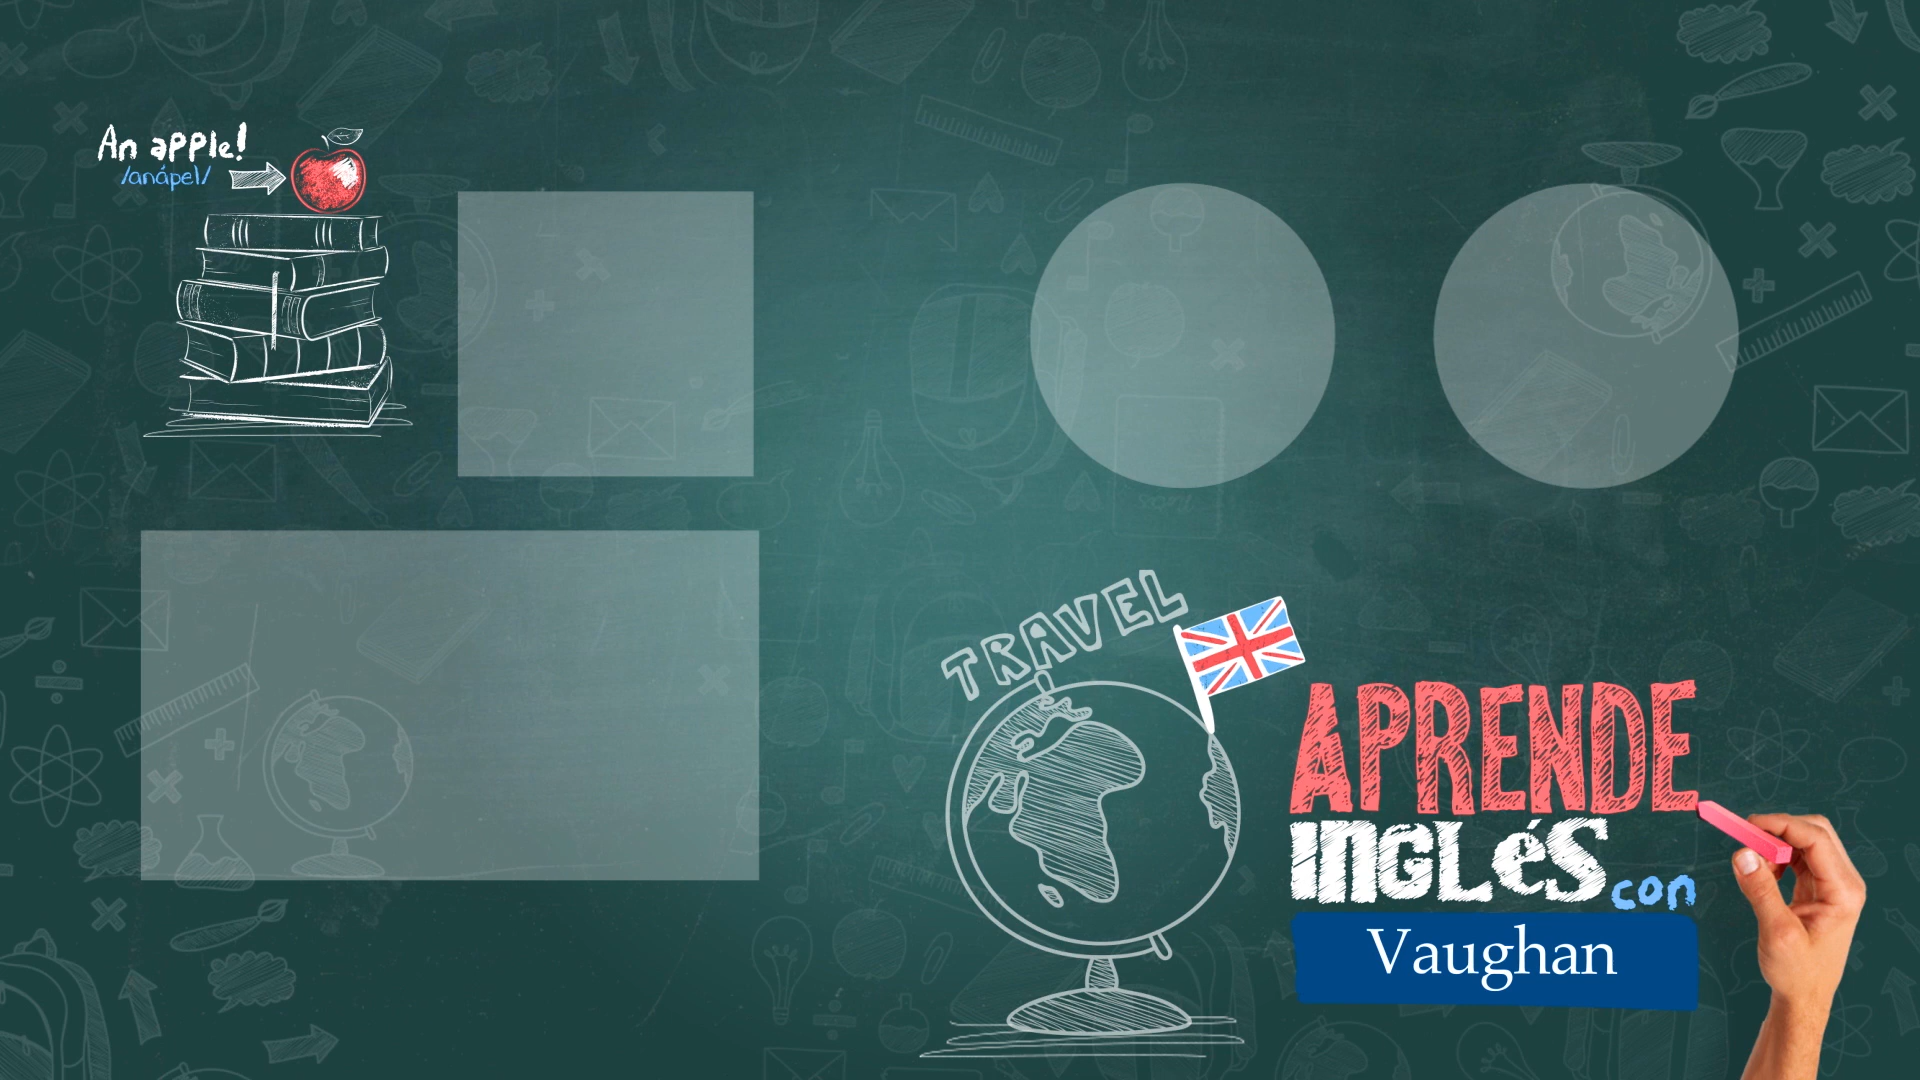 An apple!
/anápel/
TRAVEL
APRENDE
INGLéS con
Vaughan